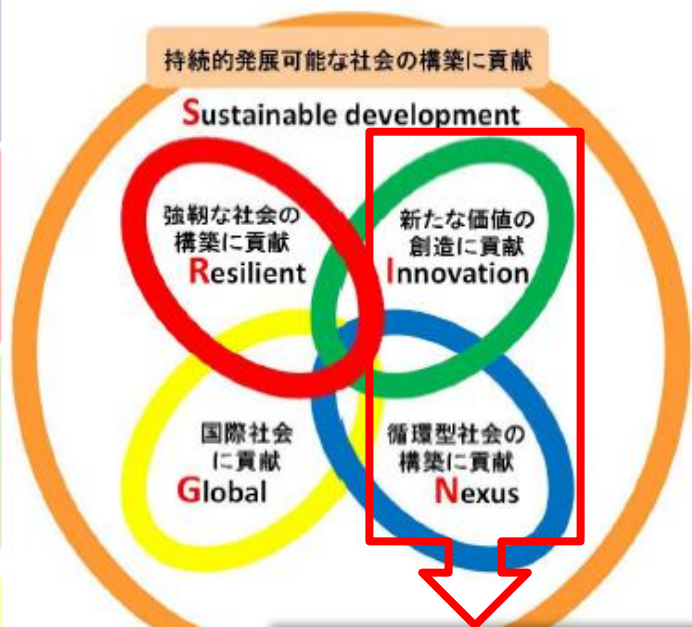 持続的発展可能な社会の構築に貢献
Sustainable development
強靭な社会の
構築に貢献
Resilient
新たな価値の
創造に貢献
Innovation
国際社会
に貢献
Global
循環型社会の
構築に貢献
Nexus